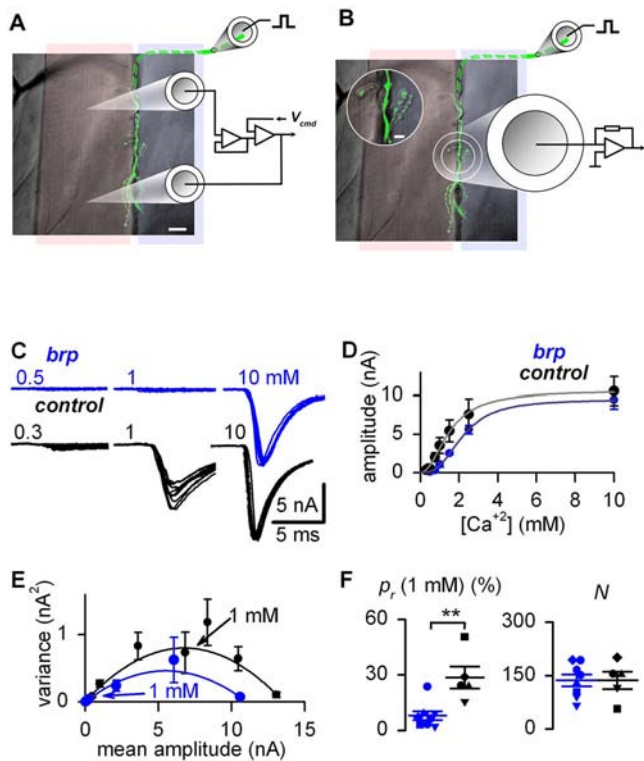 A
B
V_cmd
C
brp
0.5
1
10 mM
control
0.3
1
10
5 nA
5 ms
D
brp
control
amplitude (nA)
10
5
0
0
2
4
6
8
10
[Ca⁺²] (mM)
E
variance (nA²)
1
0
1 mM
1 mM
0
5
10
15
mean amplitude (nA)
F
p_r (1 mM) (%)
N
**
60
30
0
300
150
0